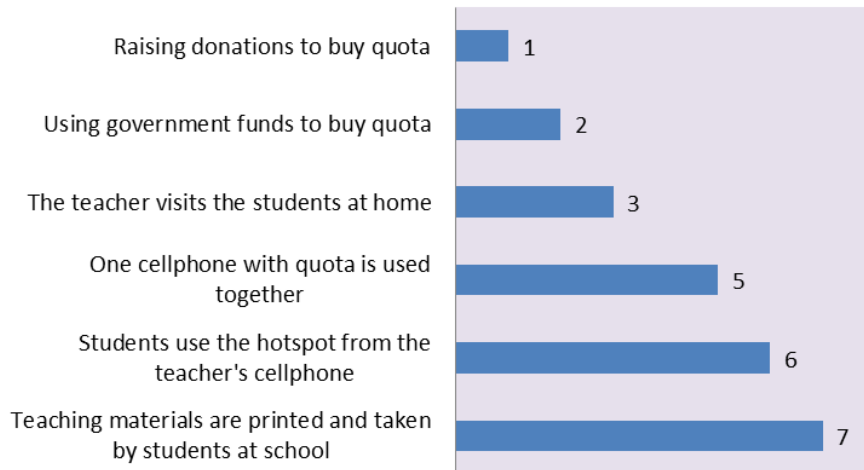 Raising donations to buy quota
1
Using government funds to buy quota
2
The teacher visits the students at home
3
One cellphone with quota is used
together
5
Students use the hotspot from the
teacher's cellphone
6
Teaching materials are printed and taken
by students at school
7